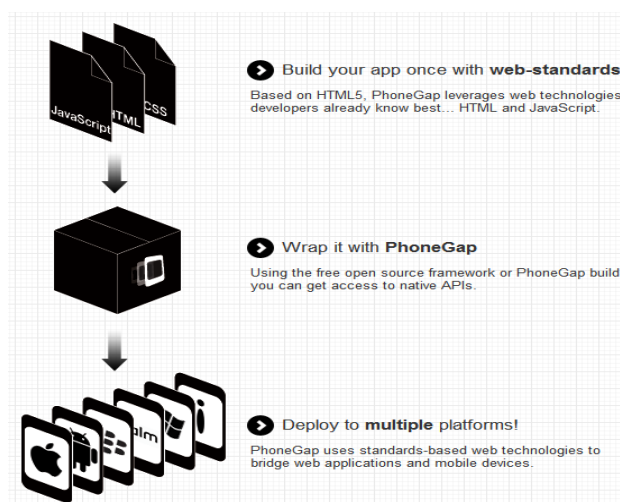 JavaScript
HTML
CSS
Build your app once with web-standards
Based on HTML5, PhoneGap leverages web technologies
developers already know best... HTML and JavaScript.
Wrap it with PhoneGap
Using the free open source framework or PhoneGap build
you can get access to native APIs.
alm
Deploy to multiple platforms!
PhoneGap uses standards-based web technologies to
bridge web applications and mobile devices.